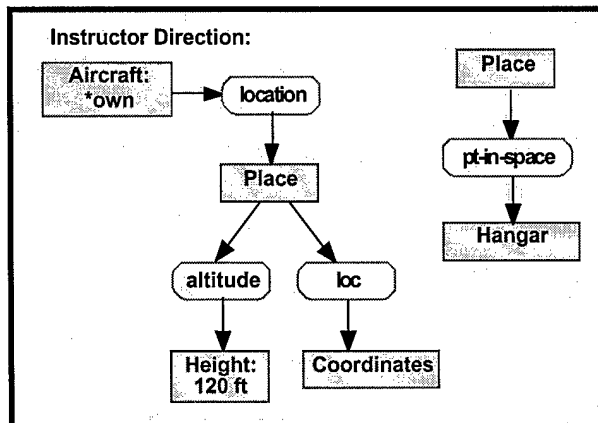 Instructor Direction:
Aircraft:
*own
location
Place
altitude
loc
Height:
120 ft
Coordinates
Place
pt-in-space
Hangar